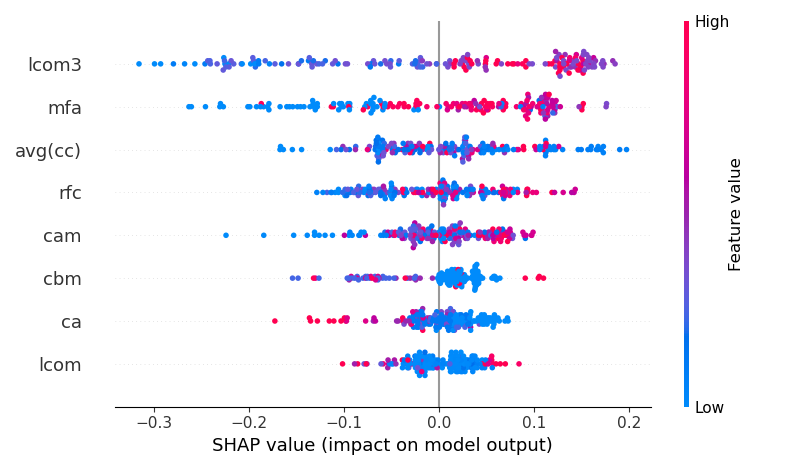 High
lcom3
mfa
avg(cc)
rfc
cam
cbm
ca
lcom
Feature value
Low
−0.3 −0.2 −0.1 0.0 0.1 0.2
SHAP value (impact on model output)